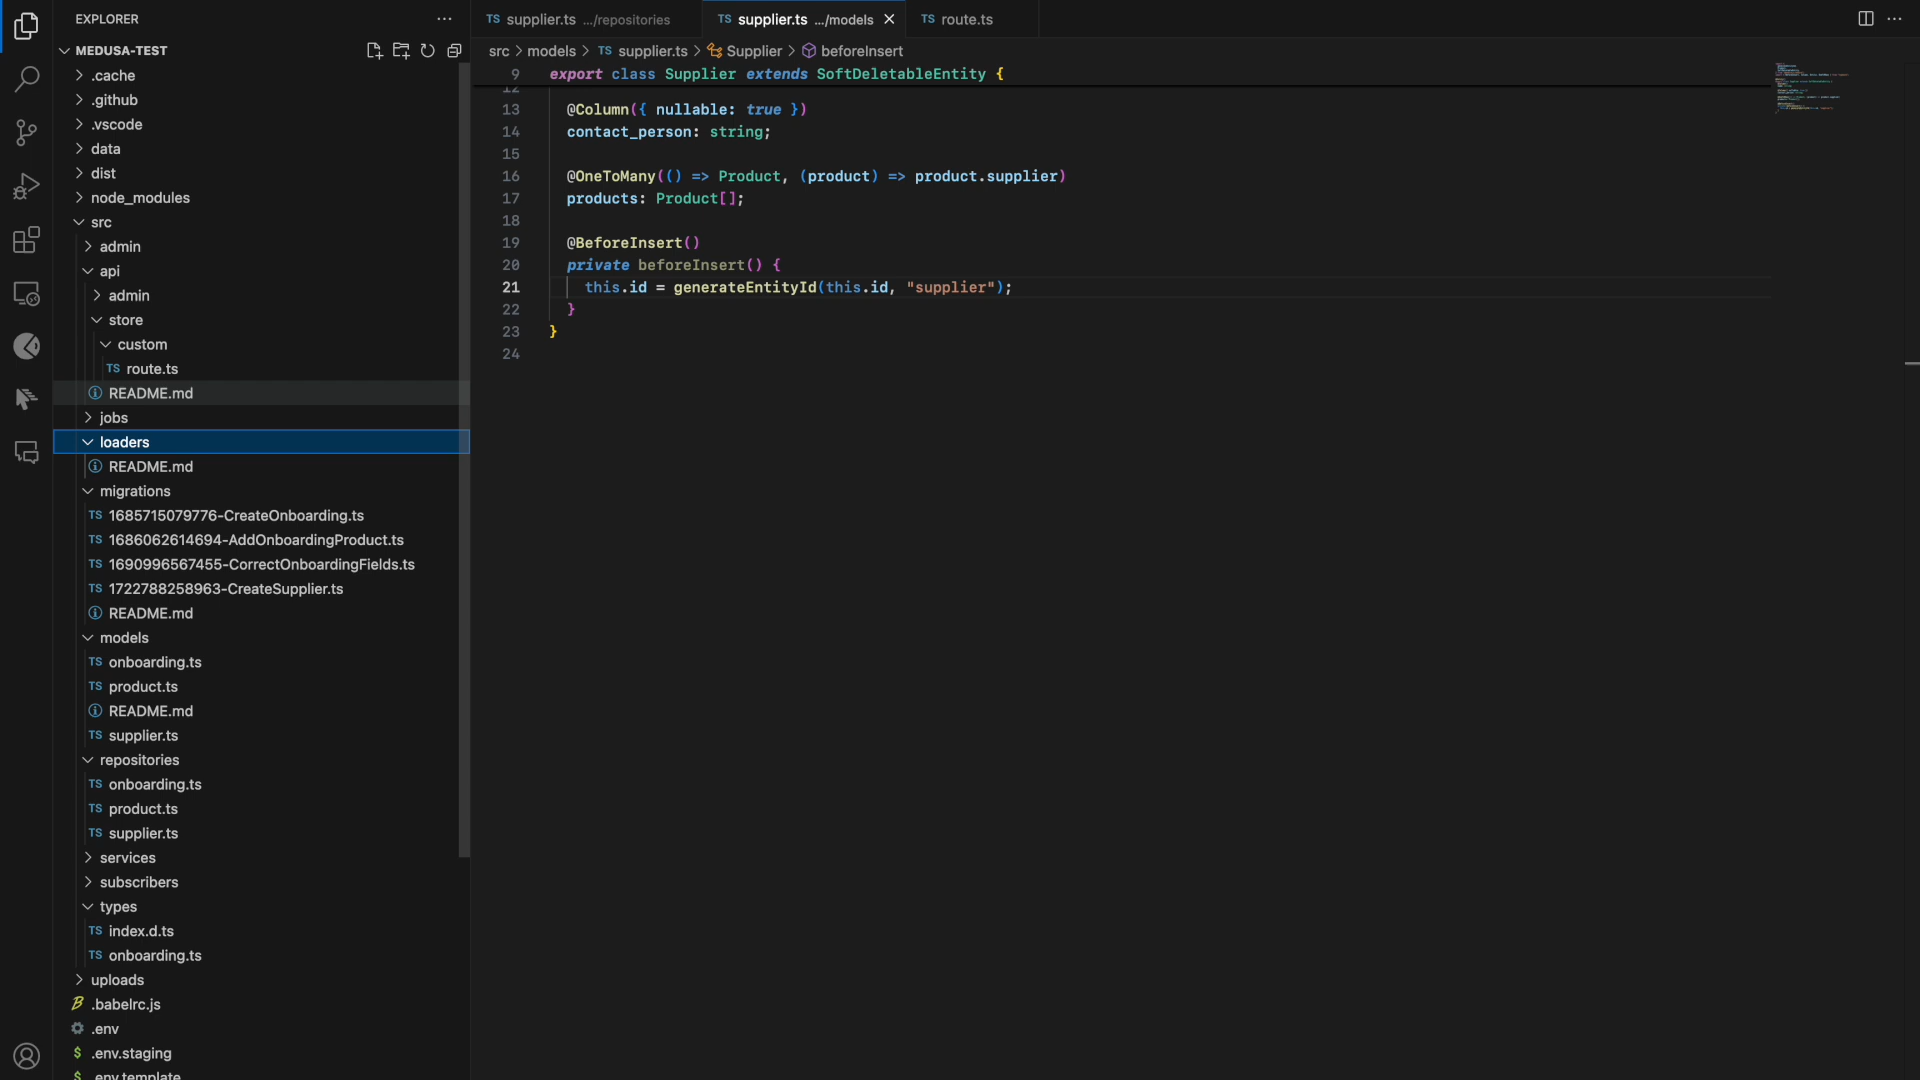 EXPLORER
MEDUSA-TEST
.cache
.github
.vscode
data
dist
node_modules
src
admin
api
admin
store
custom
TS route.ts
README.md
jobs
loaders
README.md
migrations
TS 1685715079776-CreateOnboarding.ts
TS 1686062614694-AddOnboardingProduct.ts
TS 1690996567455-CorrectOnboardingFields.ts
TS 1722788258963-CreateSupplier.ts
README.md
models
TS onboarding.ts
TS product.ts
README.md
TS supplier.ts
repositories
TS onboarding.ts
TS product.ts
TS supplier.ts
services
subscribers
types
TS index.d.ts
TS onboarding.ts
uploads
.babelrc.js
.env
$ .env.staging
$ .env.template
TS supplier.ts .../repositories
TS supplier.ts .../models
TS route.ts
src > models > TS supplier.ts > Supplier > beforeInsert
9 export class Supplier extends SoftDeletableEntity {
12
13 @Column({ nullable: true })
14 contact_person: string;
15
16 @OneToMany(() => Product, (product) => product.supplier)
17 products: Product[];
18
19 @BeforeInsert()
20 private beforeInsert() {
21 this.id = generateEntityId(this.id, "supplier");
22 }
23 }
24